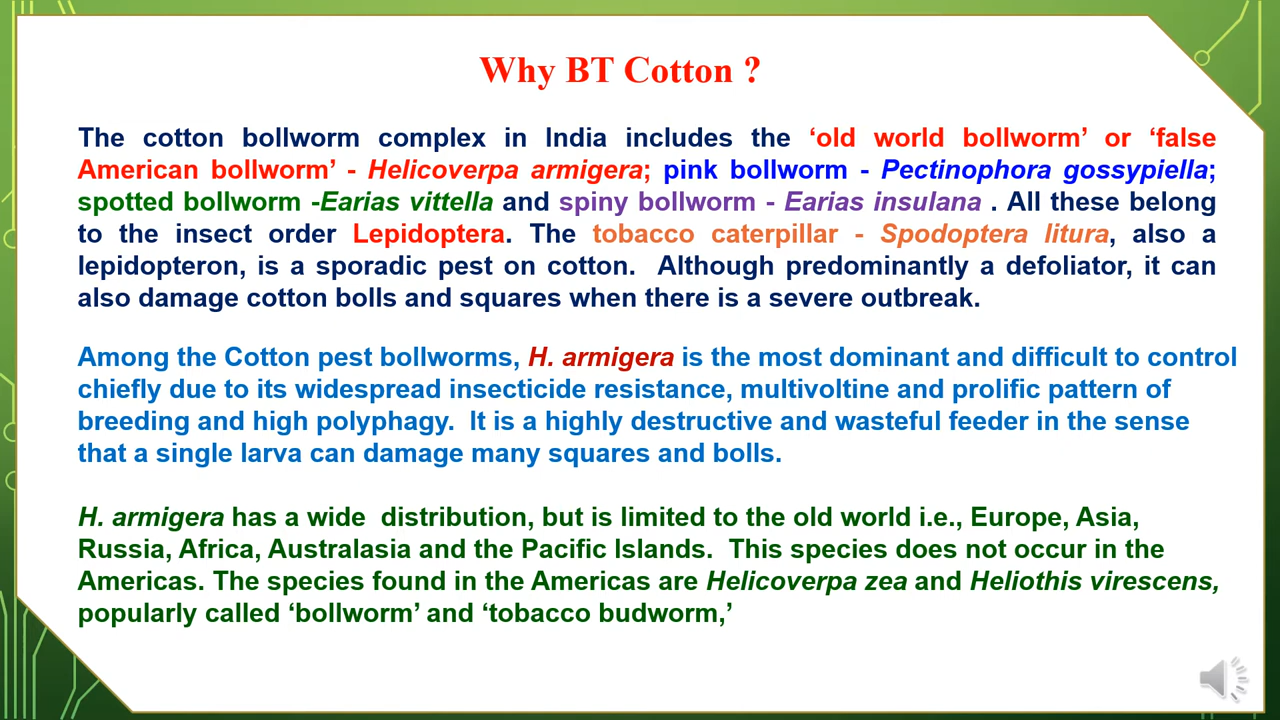 Why BT Cotton ?
The cotton bollworm complex in India includes the ‘old world bollworm’ or ‘false
American bollworm’ - Helicoverpa armigera; pink bollworm - Pectinophora gossypiella;
spotted bollworm -Earias vittella and spiny bollworm - Earias insulana . All these belong
to the insect order Lepidoptera. The tobacco caterpillar - Spodoptera litura, also a
lepidopteron, is a sporadic pest on cotton. Although predominantly a defoliator, it can
also damage cotton bolls and squares when there is a severe outbreak.
Among the Cotton pest bollworms, H. armigera is the most dominant and difficult to control
chiefly due to its widespread insecticide resistance, multivoltine and prolific pattern of
breeding and high polyphagy. It is a highly destructive and wasteful feeder in the sense
that a single larva can damage many squares and bolls.
H. armigera has a wide distribution, but is limited to the old world i.e., Europe, Asia,
Russia, Africa, Australasia and the Pacific Islands. This species does not occur in the
Americas. The species found in the Americas are Helicoverpa zea and Heliothis virescens,
popularly called ‘bollworm’ and ‘tobacco budworm,’